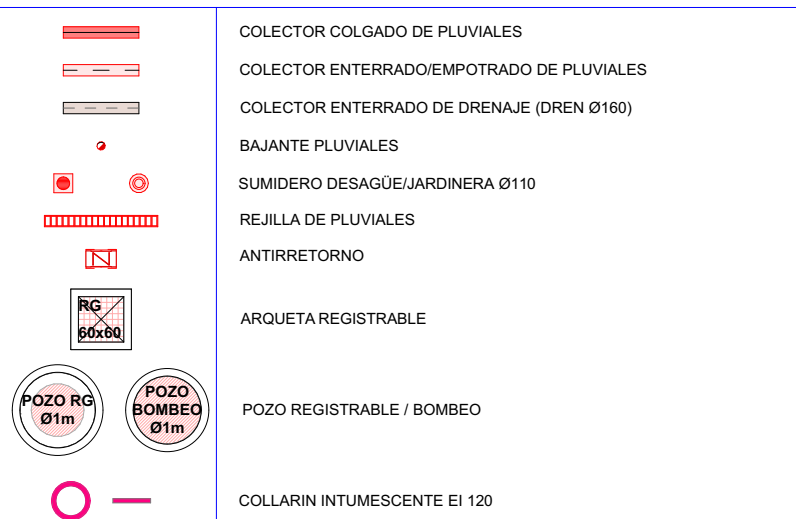 COLECTOR COLGADO DE PLUVIALES
COLECTOR ENTERRADO/EMPOTRADO DE PLUVIALES
COLECTOR ENTERRADO DE DRENAJE (DREN Ø160)
BAJANTE PLUVIALES
SUMIDERO DESAGÜE/JARDINERA Ø110
REJILLA DE PLUVIALES
ANTIRRETORNO
RG
60x60
ARQUETA REGISTRABLE
POZO RG
Ø1m
POZO
BOMBEO
Ø1m
POZO REGISTRABLE / BOMBEO
COLLARIN INTUMESCENTE EI 120